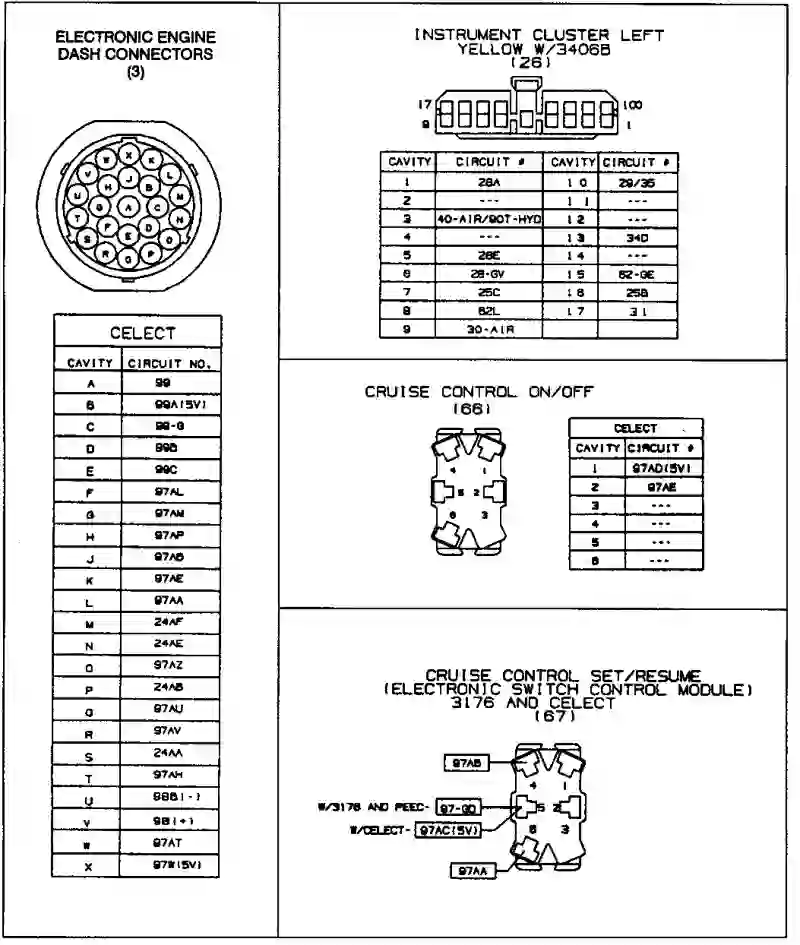 ELECTRONIC ENGINE
DASH CONNECTORS
(3)
W X K
V J L
H B
U M
G A C
T N
F D
E
S O
R G P
CELECT
CAVITY CIRCUIT NO.
A 99
B 99A(5V)
C 99-G
D 99B
E 99C
F 97AL
G 97AM
H 97AP
J 97AB
K 97AE
L 97AA
M 24AF
N 24AE
O 97AZ
P 24AB
Q 97AU
R 97AV
S 24AA
T 97AH
U 98B(-)
V 98(+)
W 97AT
X 97W(5V)
INSTRUMENT CLUSTER LEFT
YELLOW W/3406B
(26)
17 100
9 1
CAVITY CIRCUIT # CAVITY CIRCUIT #
1 28A 10 29/35
2 --- 11 ---
3 40-AIR/90T-HYD 12 ---
4 --- 13 34D
5 28E 14 ---
6 28-GV 15 82-GE
7 25C 16 25B
8 82L 17 31
9 30-AIR
CRUISE CONTROL ON/OFF
(66)
4 1
5 2
6 3
CELECT
CAVITY CIRCUIT #
1 97AD(5V)
2 97AE
3 ---
4 ---
5 ---
6 ---
CRUISE CONTROL SET/RESUME
(ELECTRONIC SWITCH CONTROL MODULE)
3176 AND CELECT
(67)
97AB
4 1
W/3176 AND PEEC- 97-GD 5 2
W/CELECT- 97AC(5V) 6 3
97AA